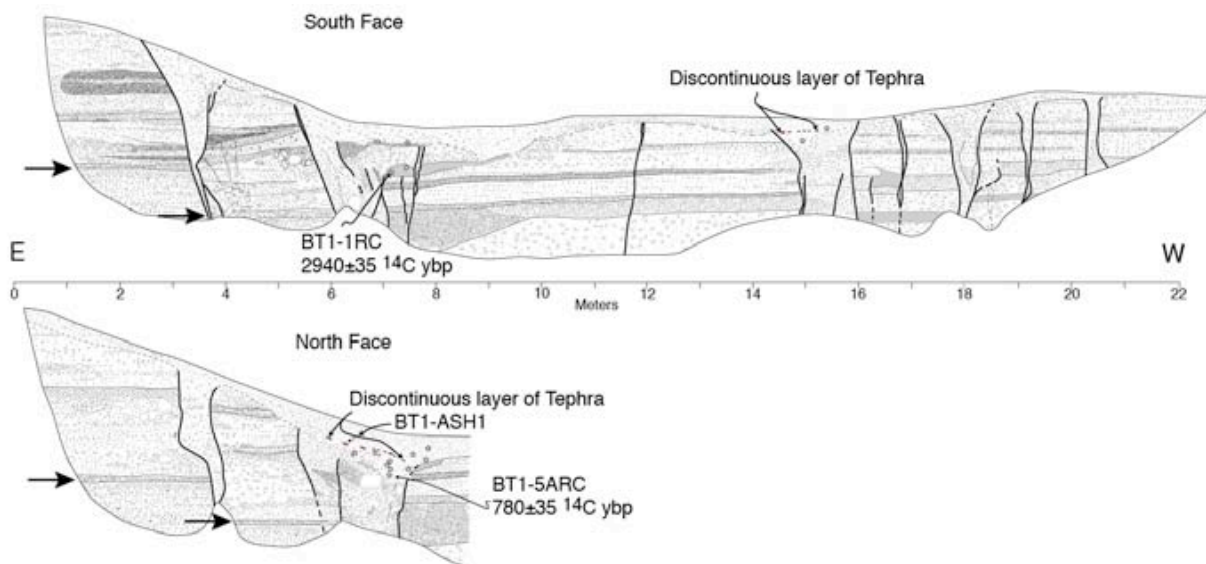 South Face
Discontinuous layer of Tephra
BT1-1RC
2940±35 14C ybp
E
W
0 2 4 6 8 10 12 14 16 18 20 22
Meters
North Face
Discontinuous layer of Tephra
BT1-ASH1
BT1-5ARC
780±35 14C ybp